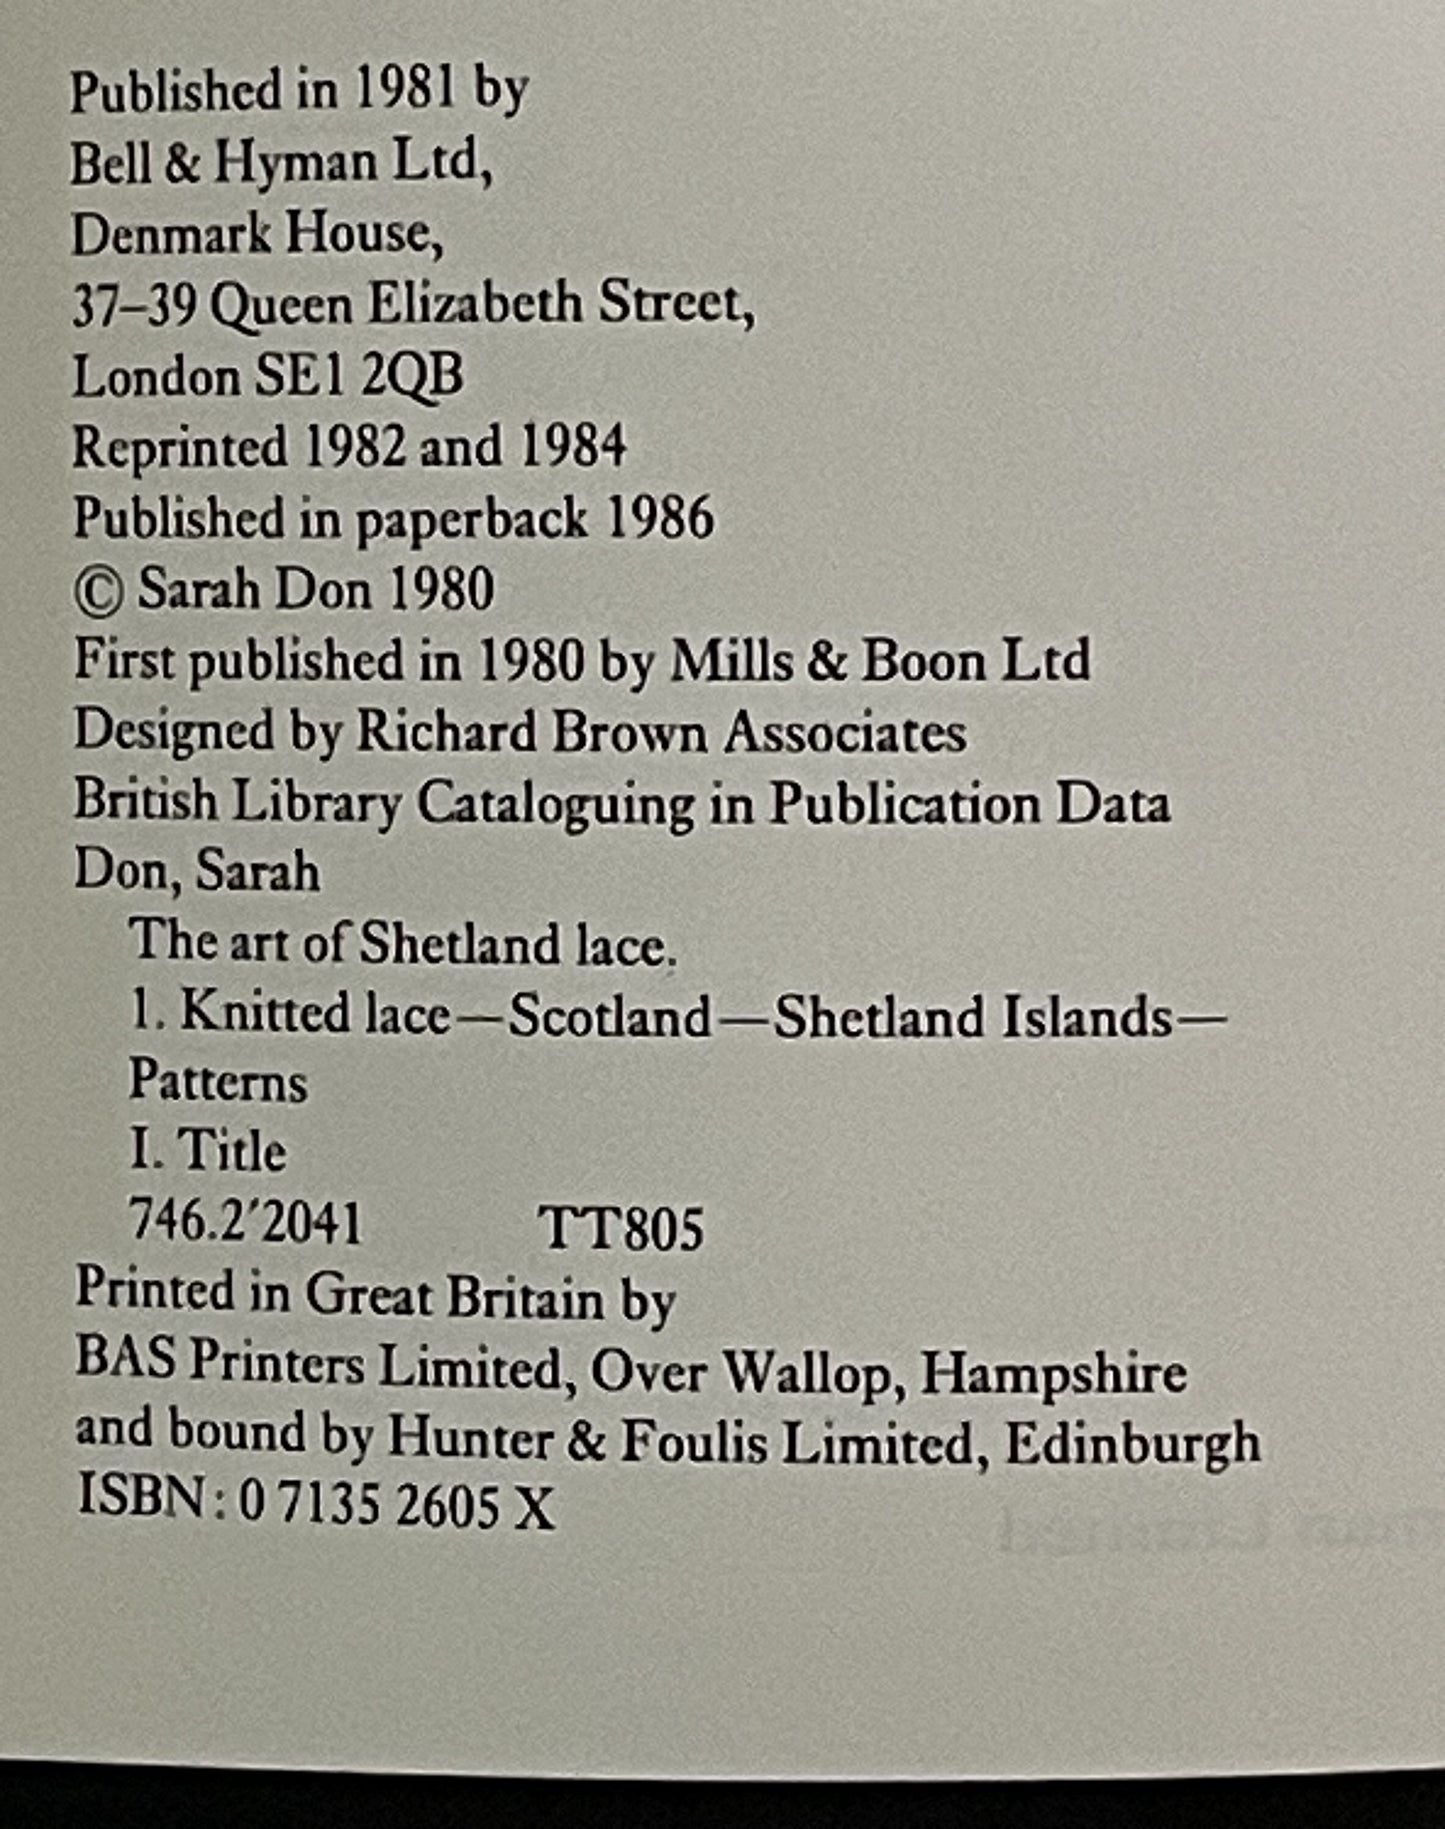 Published in 1981 by
Bell & Hyman Ltd,
Denmark House,
37–39 Queen Elizabeth Street,
London SE1 2QB
Reprinted 1982 and 1984
Published in paperback 1986
© Sarah Don 1980
First published in 1980 by Mills & Boon Ltd
Designed by Richard Brown Associates
British Library Cataloguing in Publication Data
Don, Sarah
The art of Shetland lace.
1. Knitted lace—Scotland—Shetland Islands—
Patterns
I. Title
746.2′2041 TT805
Printed in Great Britain by
BAS Printers Limited, Over Wallop, Hampshire
and bound by Hunter & Foulis Limited, Edinburgh
ISBN: 0 7135 2605 X